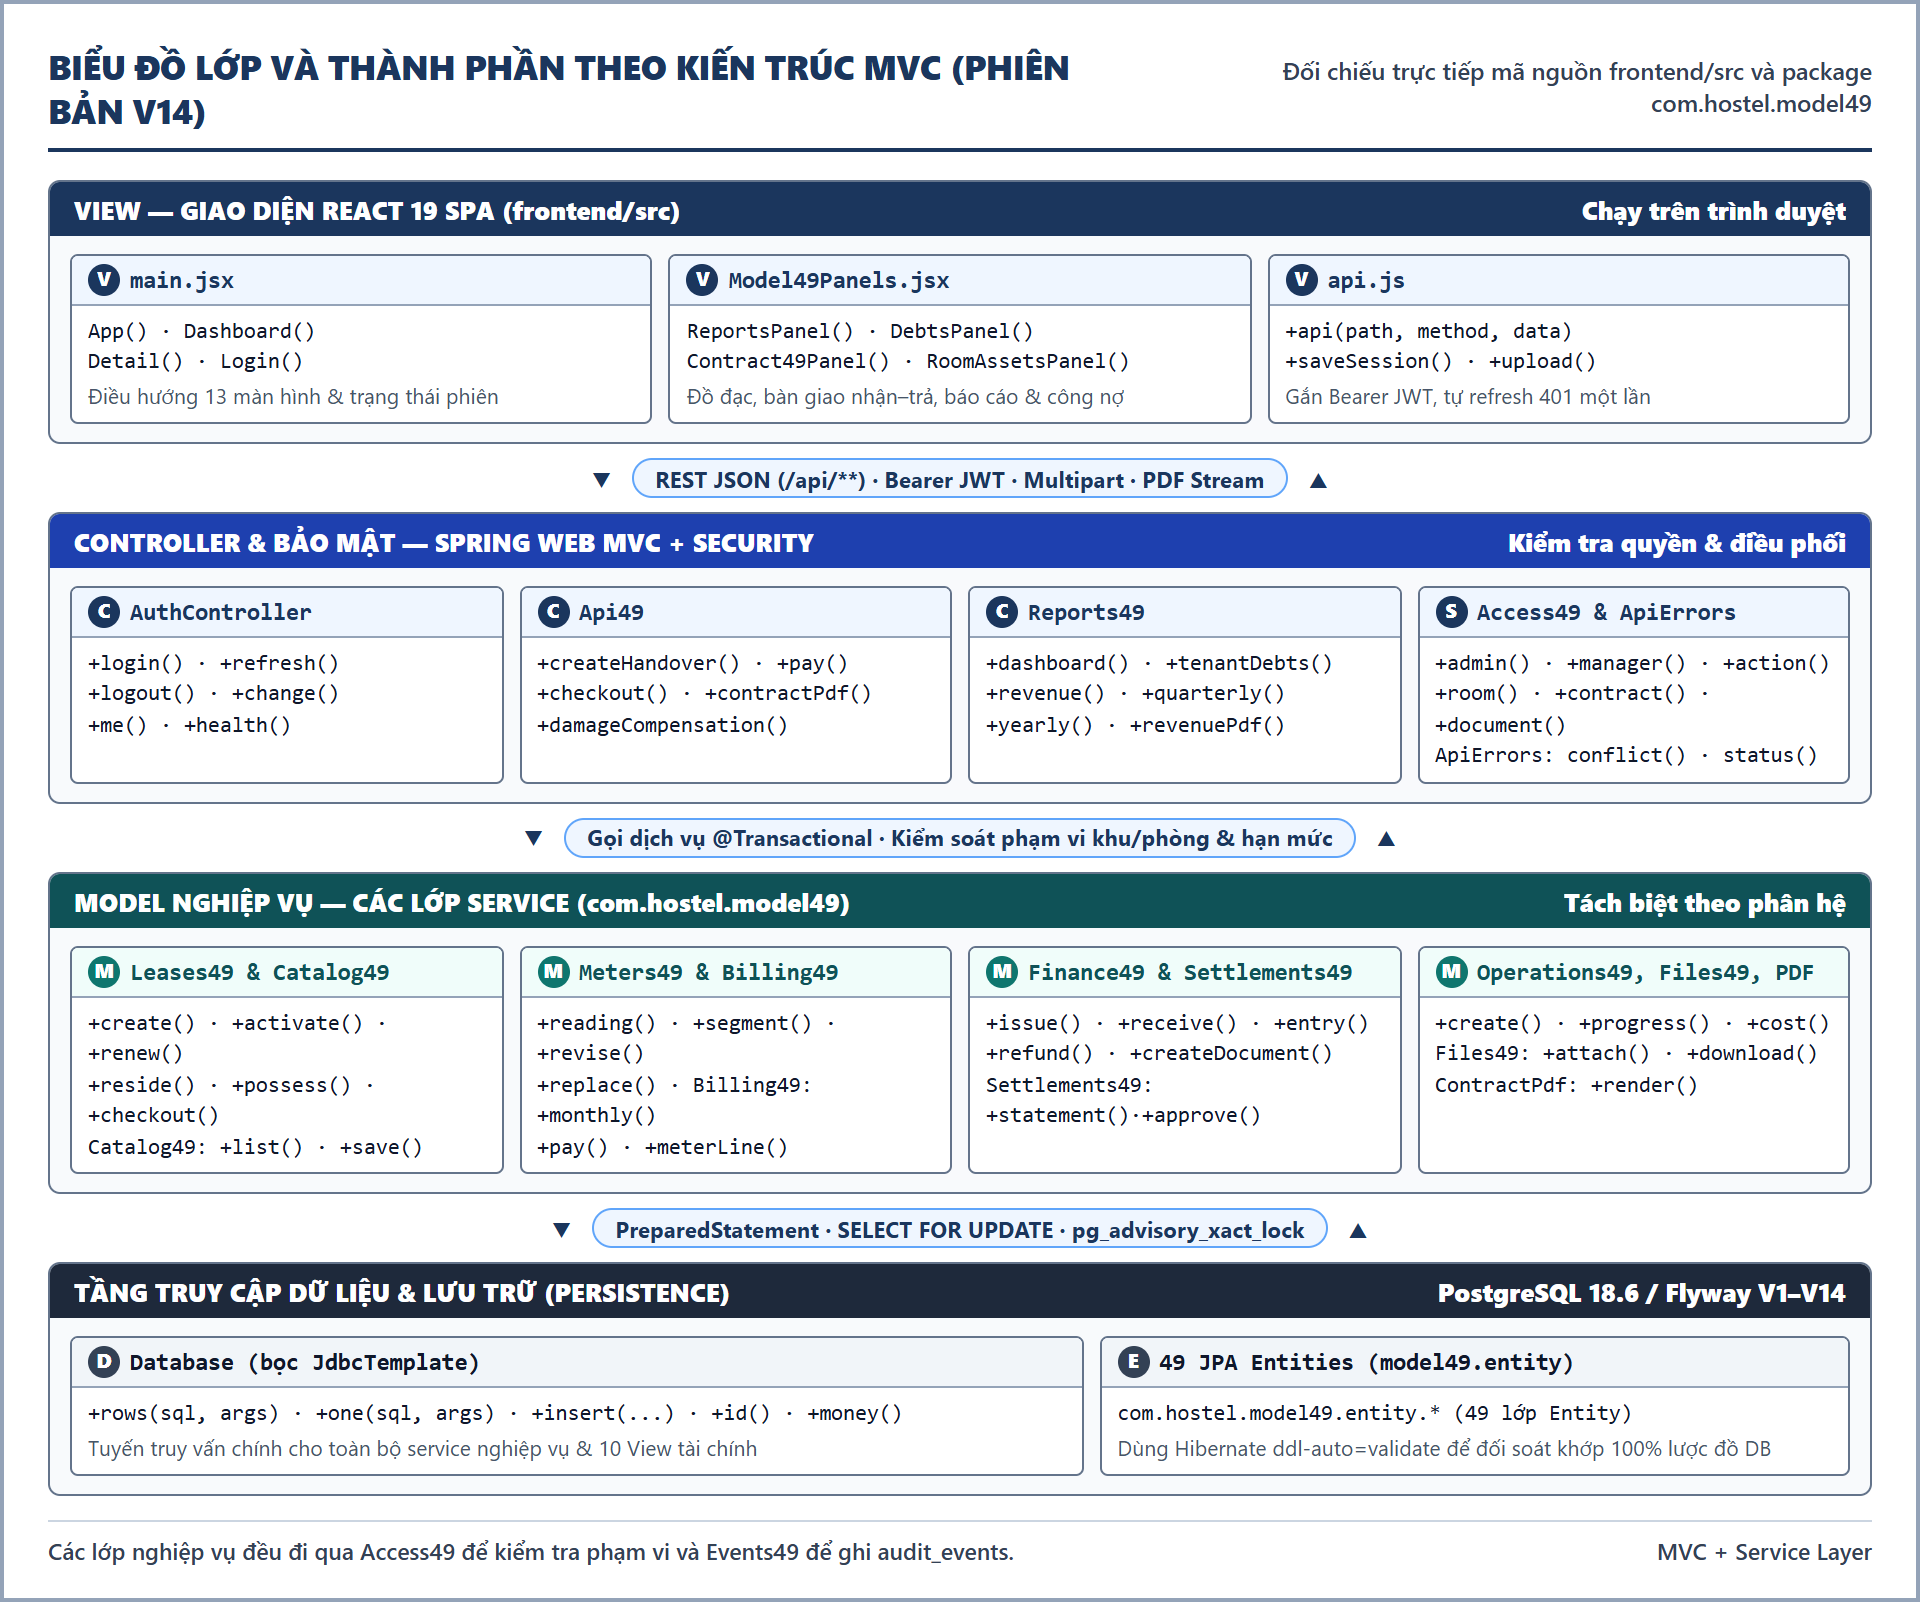 BIỂU ĐỒ LỚP VÀ THÀNH PHẦN THEO KIẾN TRÚC MVC (PHIÊN
BẢN V14)
Đối chiếu trực tiếp mã nguồn frontend/src và package
com.hostel.model49
VIEW — GIAO DIỆN REACT 19 SPA (frontend/src)
Chạy trên trình duyệt
V main.jsx
App() · Dashboard()
Detail() · Login()
Điều hướng 13 màn hình & trạng thái phiên
V Model49Panels.jsx
ReportsPanel() · DebtsPanel()
Contract49Panel() · RoomAssetsPanel()
Đồ đạc, bàn giao nhận–trả, báo cáo & công nợ
V api.js
+api(path, method, data)
+saveSession() · +upload()
Gắn Bearer JWT, tự refresh 401 một lần
▼ REST JSON (/api/**) · Bearer JWT · Multipart · PDF Stream ▲
CONTROLLER & BẢO MẬT — SPRING WEB MVC + SECURITY
Kiểm tra quyền & điều phối
C AuthController
+login() · +refresh()
+logout() · +change()
+me() · +health()
C Api49
+createHandover() · +pay()
+checkout() · +contractPdf()
+damageCompensation()
C Reports49
+dashboard() · +tenantDebts()
+revenue() · +quarterly()
+yearly() · +revenuePdf()
S Access49 & ApiErrors
+admin() · +manager() · +action()
+room() · +contract() ·
+document()
ApiErrors: conflict() · status()
▼ Gọi dịch vụ @Transactional · Kiểm soát phạm vi khu/phòng & hạn mức ▲
MODEL NGHIỆP VỤ — CÁC LỚP SERVICE (com.hostel.model49)
Tách biệt theo phân hệ
M Leases49 & Catalog49
+create() · +activate() ·
+renew()
+reside() · +possess() ·
+checkout()
Catalog49: +list() · +save()
M Meters49 & Billing49
+reading() · +segment() ·
+revise()
+replace() · Billing49:
+monthly()
+pay() · +meterLine()
M Finance49 & Settlements49
+issue() · +receive() · +entry()
+refund() · +createDocument()
Settlements49:
+statement()·+approve()
M Operations49, Files49, PDF
+create() · +progress() · +cost()
Files49: +attach() · +download()
ContractPdf: +render()
▼ PreparedStatement · SELECT FOR UPDATE · pg_advisory_xact_lock ▲
TẦNG TRUY CẬP DỮ LIỆU & LƯU TRỮ (PERSISTENCE)
PostgreSQL 18.6 / Flyway V1–V14
D Database (bọc JdbcTemplate)
+rows(sql, args) · +one(sql, args) · +insert(...) · +id() · +money()
Tuyến truy vấn chính cho toàn bộ service nghiệp vụ & 10 View tài chính
E 49 JPA Entities (model49.entity)
com.hostel.model49.entity.* (49 lớp Entity)
Dùng Hibernate ddl-auto=validate để đối soát khớp 100% lược đồ DB
Các lớp nghiệp vụ đều đi qua Access49 để kiểm tra phạm vi và Events49 để ghi audit_events.
MVC + Service Layer